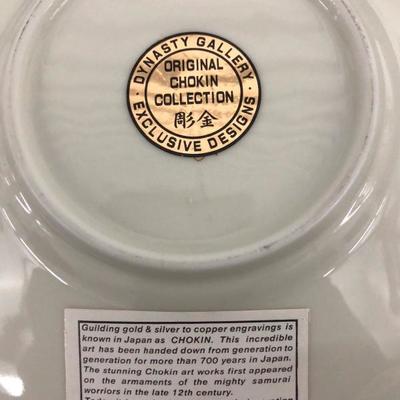 DYNASTY GALLERY
ORIGINAL
CHOKIN
COLLECTION
彫金
EXCLUSIVE DESIGNS
Guilding gold & silver to copper engravings is
known in Japan as CHOKIN. This incredible
art has been handed down from generation to
generation for more than 700 years in Japan.
The stunning Chokin art works first appeared
on the armaments of the mighty samurai
worriors in the late 12th century.